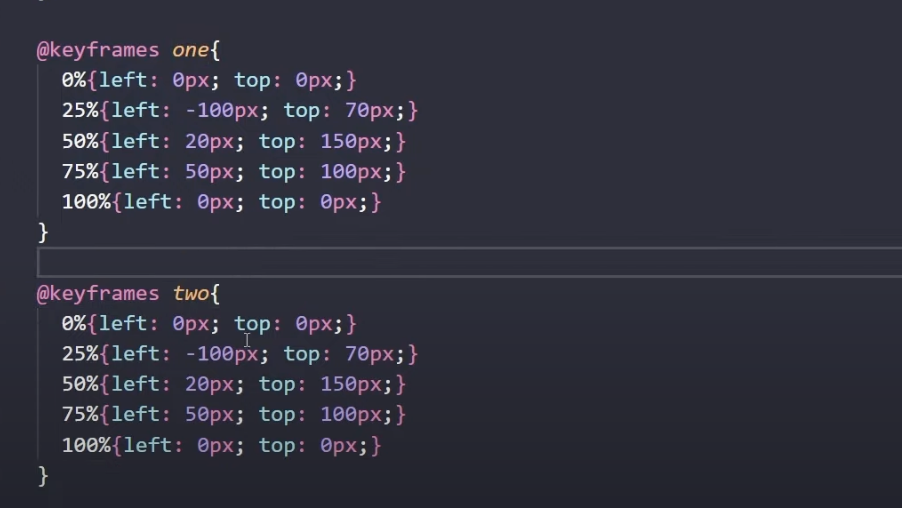 @keyframes one{
0%{left: 0px; top: 0px;}
25%{left: -100px; top: 70px;}
50%{left: 20px; top: 150px;}
75%{left: 50px; top: 100px;}
100%{left: 0px; top: 0px;}
}
@keyframes two{
0%{left: 0px; top: 0px;}
25%{left: -100px; top: 70px;}
50%{left: 20px; top: 150px;}
75%{left: 50px; top: 100px;}
100%{left: 0px; top: 0px;}
}